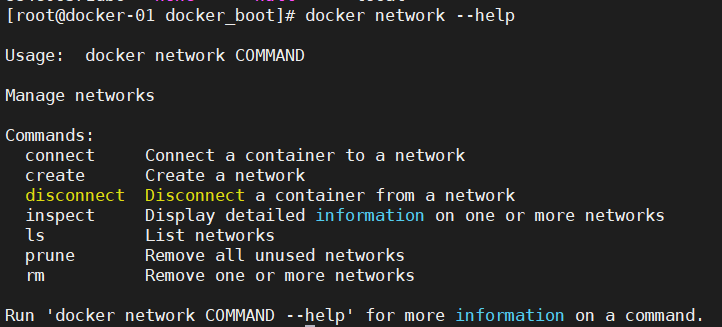 [root@docker-01 docker_boot]# docker network --help
Usage:  docker network COMMAND
Manage networks
Commands:
  connect     Connect a container to a network
  create      Create a network
  disconnect  Disconnect a container from a network
  inspect     Display detailed information on one or more networks
  ls          List networks
  prune       Remove all unused networks
  rm          Remove one or more networks
Run 'docker network COMMAND --help' for more information on a command.